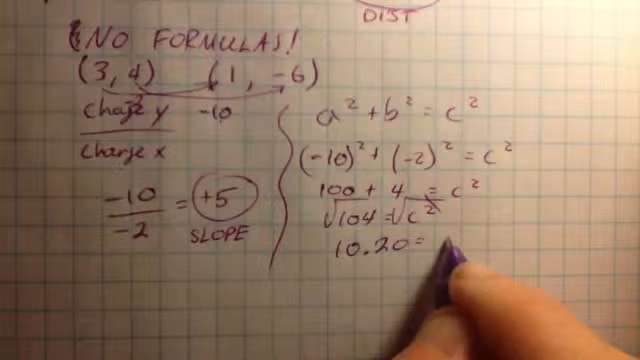 DIST
NO FORMULAS!
(3, 4) (1, -6)
change y -10
change x
-10 / -2 = +5
SLOPE
a² + b² = c²
(-10)² + (-2)² = c²
100 + 4 = c²
√104 = √c²
10.20 =